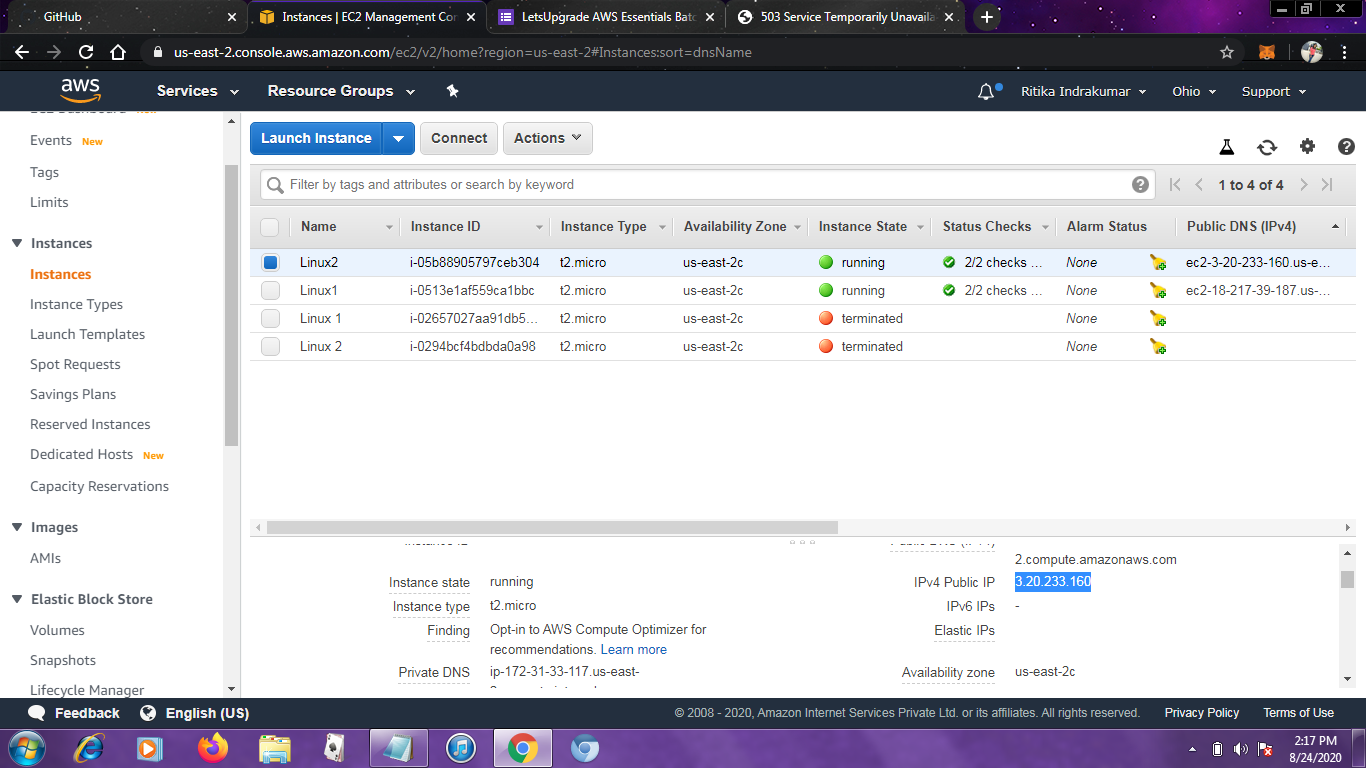 GitHub
Instances | EC2 Management Con
LetsUpgrade AWS Essentials Batc
503 Service Temporarily Unavaila
us-east-2.console.aws.amazon.com/ec2/v2/home?region=us-east-2#Instances:sort=dnsName
aws Services Resource Groups Ritika Indrakumar Ohio Support
New
Events New
Tags
Limits
Instances
Instances
Instance Types
Launch Templates
Spot Requests
Savings Plans
Reserved Instances
Dedicated Hosts New
Capacity Reservations
Images
AMIs
Elastic Block Store
Volumes
Snapshots
Lifecycle Manager
Launch Instance Connect Actions
Filter by tags and attributes or search by keyword 1 to 4 of 4
Name Instance ID Instance Type Availability Zone Instance State Status Checks Alarm Status Public DNS (IPv4)
Linux2 i-05b88905797ceb304 t2.micro us-east-2c running 2/2 checks ... None ec2-3-20-233-160.us-e...
Linux1 i-0513e1af559ca1bbc t2.micro us-east-2c running 2/2 checks ... None ec2-18-217-39-187.us-...
Linux 1 i-02657027aa91db5... t2.micro us-east-2c terminated None
Linux 2 i-0294bcf4bdbda0a98 t2.micro us-east-2c terminated None
2.compute.amazonaws.com
Instance state running IPv4 Public IP 3.20.233.160
Instance type t2.micro IPv6 IPs -
Finding Opt-in to AWS Compute Optimizer for Elastic IPs
recommendations. Learn more
Private DNS ip-172-31-33-117.us-east- Availability zone us-east-2c
Feedback English (US) © 2008 - 2020, Amazon Internet Services Private Ltd. or its affiliates. All rights reserved. Privacy Policy Terms of Use
2:17 PM
8/24/2020